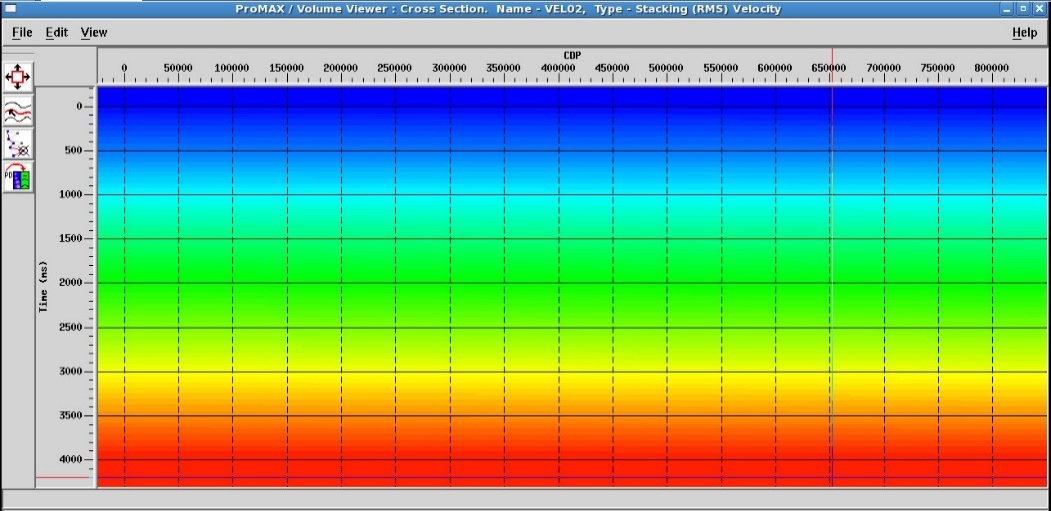 ProMAX / Volume Viewer : Cross Section.  Name - VEL02,  Type - Stacking (RMS) Velocity
File Edit View Help
CDP
0 50000 100000 150000 200000 250000 300000 350000 400000 450000 500000 550000 600000 650000 700000 750000 800000
0
500
1000
1500
2000
2500
3000
3500
4000
Time (ms)
PD